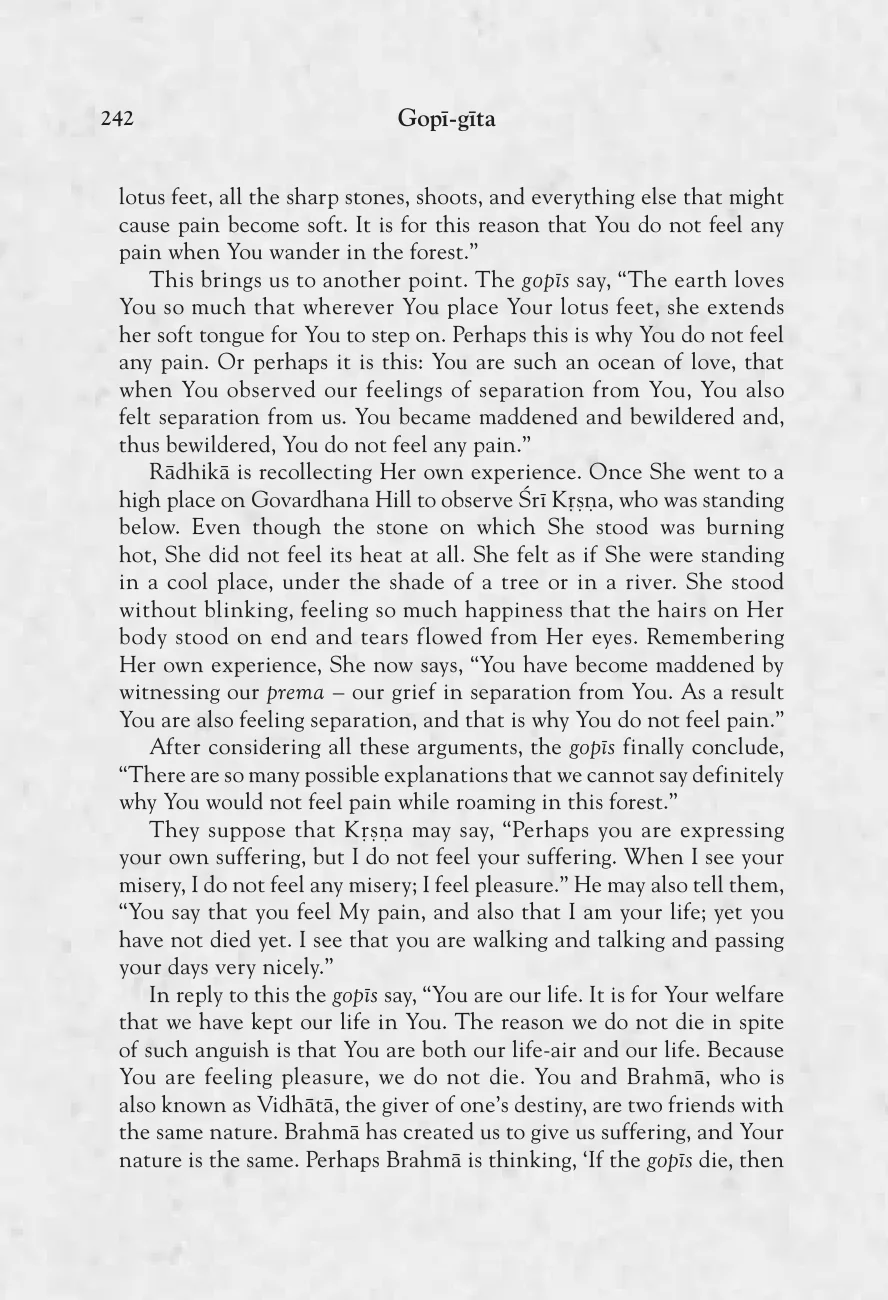 242
Gopī-gīta
lotus feet, all the sharp stones, shoots, and everything else that might
cause pain become soft. It is for this reason that You do not feel any
pain when You wander in the forest.”
This brings us to another point. The gopīs say, “The earth loves
You so much that wherever You place Your lotus feet, she extends
her soft tongue for You to step on. Perhaps this is why You do not feel
any pain. Or perhaps it is this: You are such an ocean of love, that
when You observed our feelings of separation from You, You also
felt separation from us. You became maddened and bewildered and,
thus bewildered, You do not feel any pain.”
Rādhikā is recollecting Her own experience. Once She went to a
high place on Govardhana Hill to observe Śrī Kṛṣṇa, who was standing
below. Even though the stone on which She stood was burning
hot, She did not feel its heat at all. She felt as if She were standing
in a cool place, under the shade of a tree or in a river. She stood
without blinking, feeling so much happiness that the hairs on Her
body stood on end and tears flowed from Her eyes. Remembering
Her own experience, She now says, “You have become maddened by
witnessing our prema – our grief in separation from You. As a result
You are also feeling separation, and that is why You do not feel pain.”
After considering all these arguments, the gopīs finally conclude,
“There are so many possible explanations that we cannot say definitely
why You would not feel pain while roaming in this forest.”
They suppose that Kṛṣṇa may say, “Perhaps you are expressing
your own suffering, but I do not feel your suffering. When I see your
misery, I do not feel any misery; I feel pleasure.” He may also tell them,
“You say that you feel My pain, and also that I am your life; yet you
have not died yet. I see that you are walking and talking and passing
your days very nicely.”
In reply to this the gopīs say, “You are our life. It is for Your welfare
that we have kept our life in You. The reason we do not die in spite
of such anguish is that You are both our life-air and our life. Because
You are feeling pleasure, we do not die. You and Brahmā, who is
also known as Vidhātā, the giver of one’s destiny, are two friends with
the same nature. Brahmā has created us to give us suffering, and Your
nature is the same. Perhaps Brahmā is thinking, ‘If the gopīs die, then